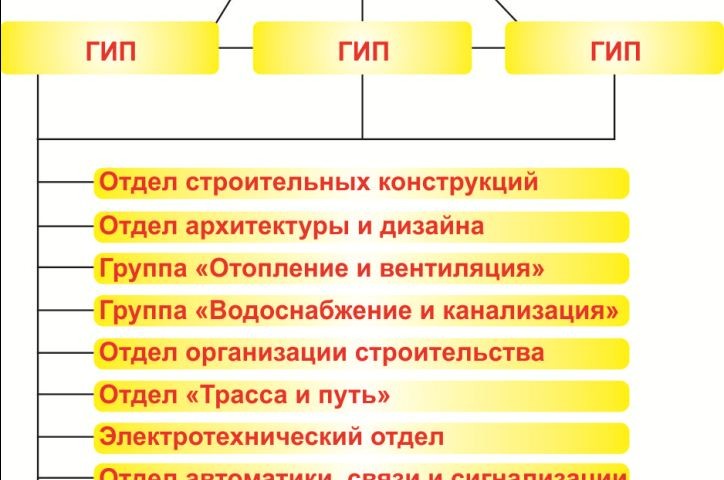 ГИП ГИП ГИП
Отдел строительных конструкций
Отдел архитектуры и дизайна
Группа «Отопление и вентиляция»
Группа «Водоснабжение и канализация»
Отдел организации строительства
Отдел «Трасса и путь»
Электротехнический отдел
Отдел автоматики, связи и сигнализации